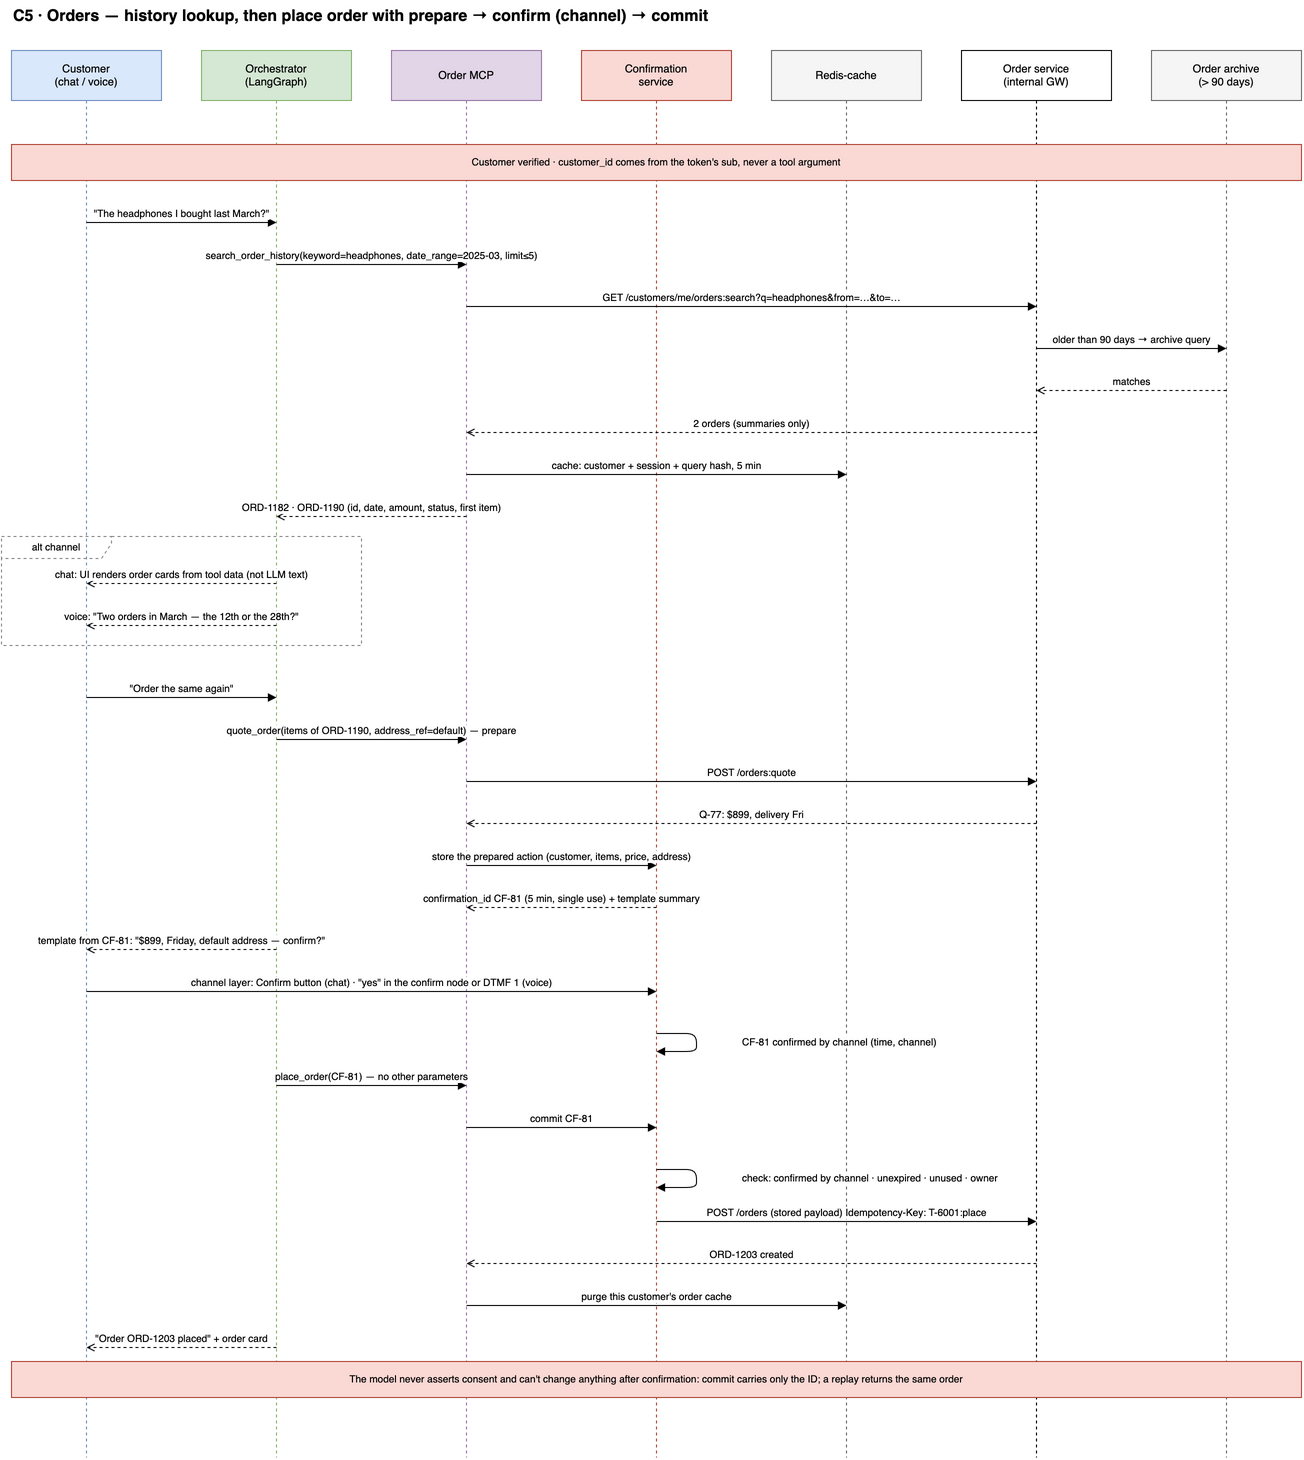 C5 · Orders — history lookup, then place order with prepare → confirm (channel) → commit
Customer
(chat / voice)
Orchestrator
(LangGraph)
Order MCP
Confirmation
service
Redis-cache
Order service
(internal GW)
Order archive
(> 90 days)
Customer verified · customer_id comes from the token's sub, never a tool argument
"The headphones I bought last March?"
search_order_history(keyword=headphones, date_range=2025-03, limit≤5)
GET /customers/me/orders:search?q=headphones&from=…&to=…
older than 90 days → archive query
matches
2 orders (summaries only)
cache: customer + session + query hash, 5 min
ORD-1182 · ORD-1190 (id, date, amount, status, first item)
alt channel
chat: UI renders order cards from tool data (not LLM text)
voice: "Two orders in March — the 12th or the 28th?"
"Order the same again"
quote_order(items of ORD-1190, address_ref=default) — prepare
POST /orders:quote
Q-77: $899, delivery Fri
store the prepared action (customer, items, price, address)
confirmation_id CF-81 (5 min, single use) + template summary
template from CF-81: "$899, Friday, default address — confirm?"
channel layer: Confirm button (chat) · "yes" in the confirm node or DTMF 1 (voice)
CF-81 confirmed by channel (time, channel)
place_order(CF-81) — no other parameters
commit CF-81
check: confirmed by channel · unexpired · unused · owner
POST /orders (stored payload) Idempotency-Key: T-6001:place
ORD-1203 created
purge this customer's order cache
"Order ORD-1203 placed" + order card
The model never asserts consent and can't change anything after confirmation: commit carries only the ID; a replay returns the same order